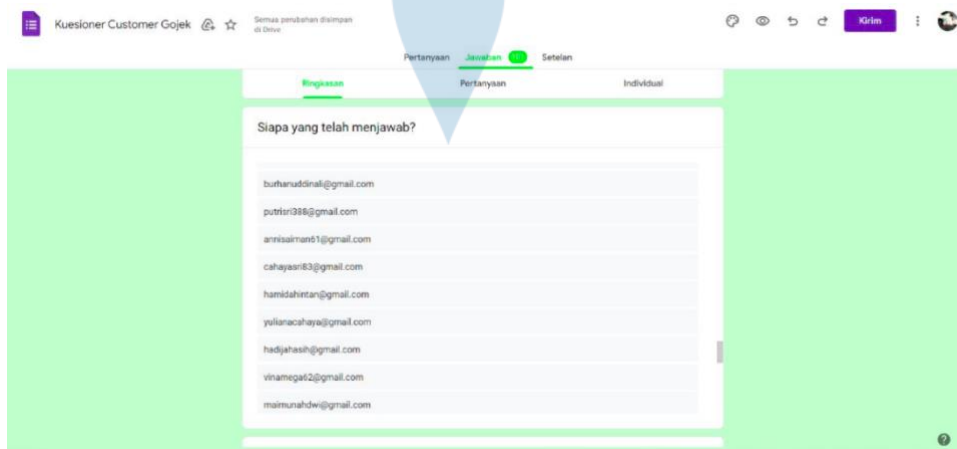 Kuesioner Customer Gojek
Semua perubahan disimpan
di Drive
Kirim
Pertanyaan Jawaban Setelan
Ringkasan Pertanyaan Individual
Siapa yang telah menjawab?
burhanuddinali@gmail.com
putrisri388@gmail.com
annisaiman61@gmail.com
cahayasri83@gmail.com
hamidahintan@gmail.com
yulianacahaya@gmail.com
hadijahasih@gmail.com
vinamega62@gmail.com
maimunahdwi@gmail.com